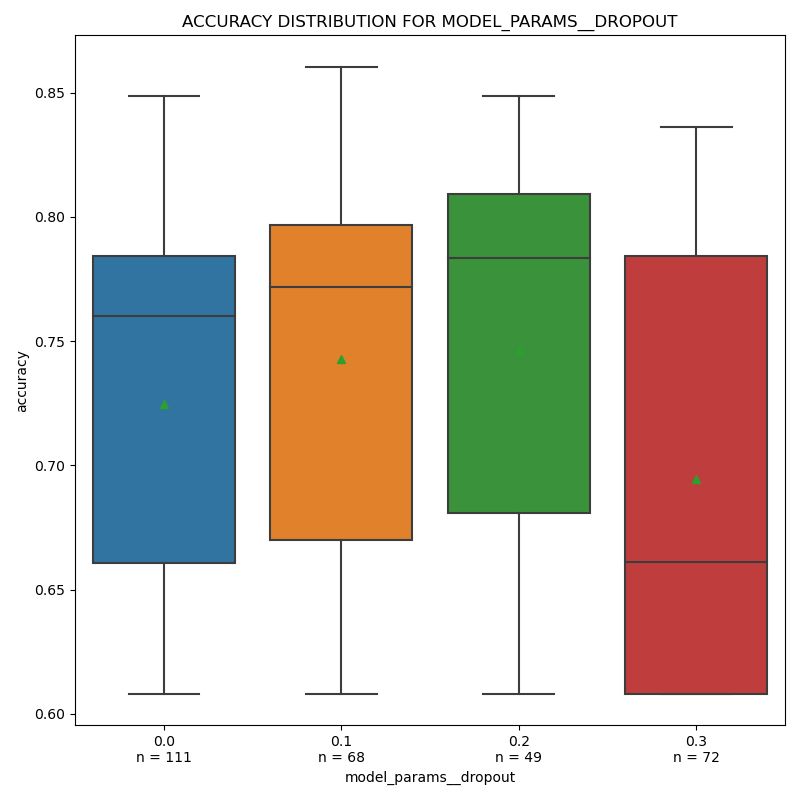 ACCURACY DISTRIBUTION FOR MODEL_PARAMS__DROPOUT
accuracy
0.85
0.80
0.75
0.70
0.65
0.60
0.0 0.1 0.2 0.3
n = 111 n = 68 n = 49 n = 72
model_params__dropout